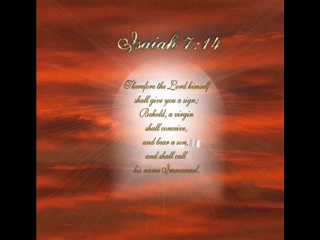 Isaiah 7:14
Therefore the Lord himself
shall give you a sign;
Behold, a virgin
shall conceive,
and bear a son,
and shall call
his name Immanuel.